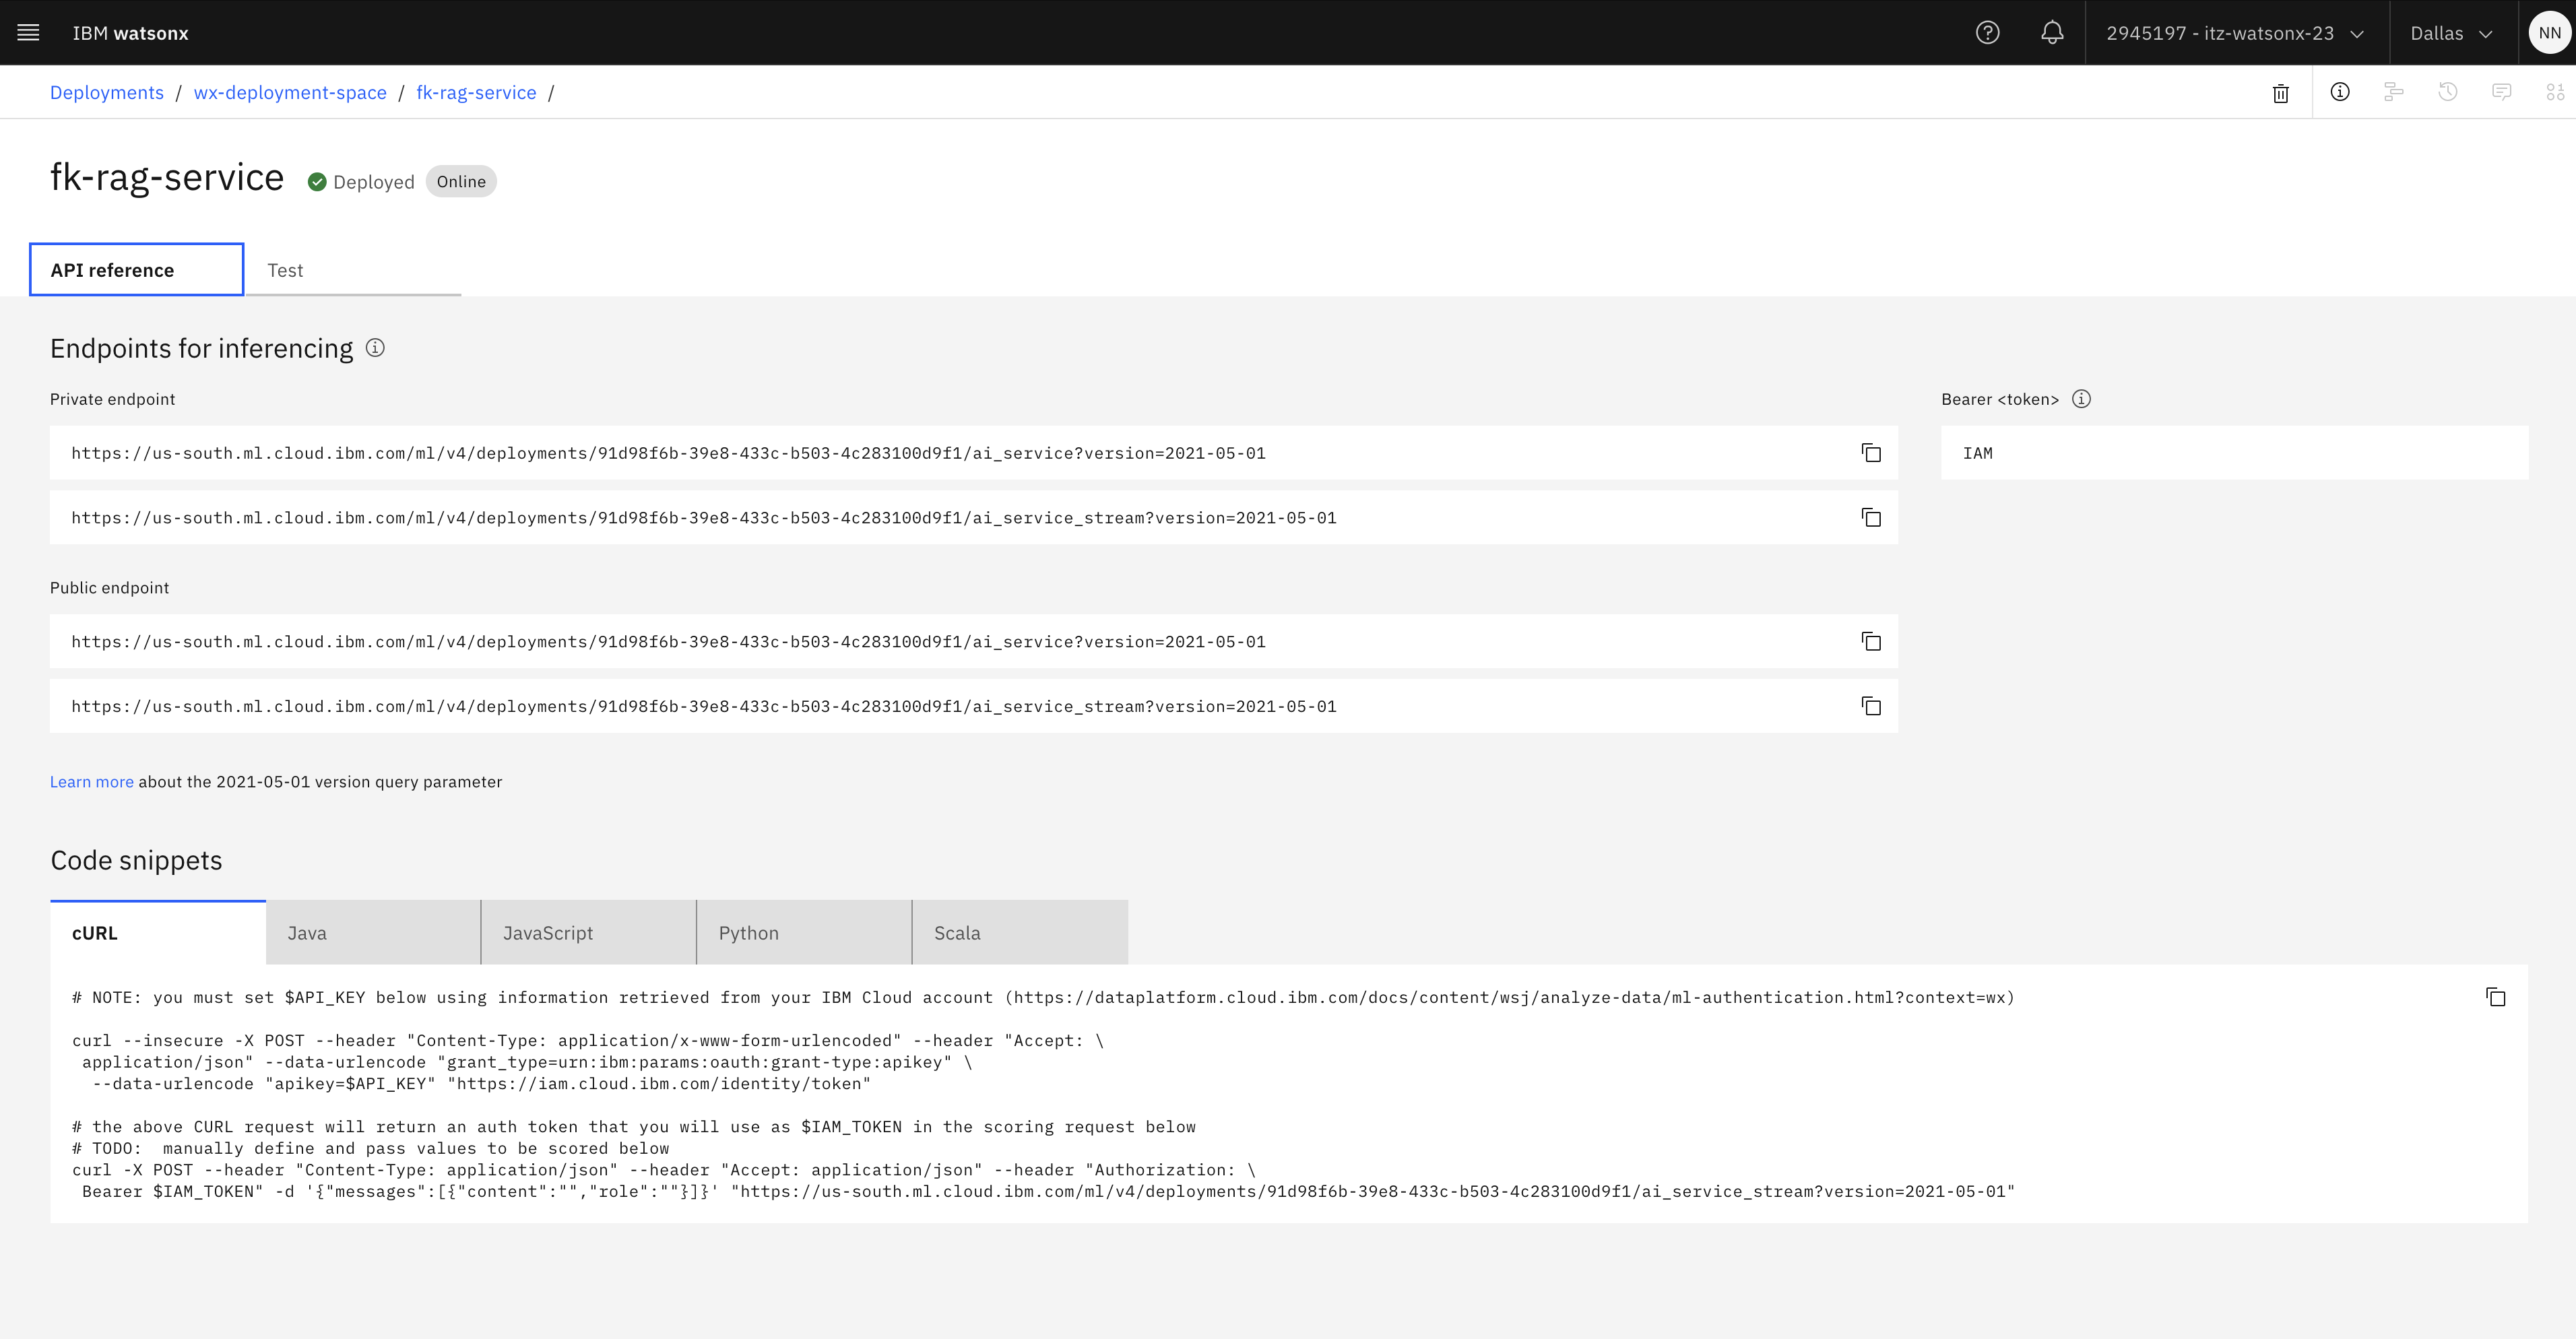 IBM watsonx
2945197 - itz-watsonx-23
Dallas
NN
Deployments / wx-deployment-space / fk-rag-service /
fk-rag-service
Deployed
Online
API reference
Test
Endpoints for inferencing
Private endpoint
Bearer <token>
https://us-south.ml.cloud.ibm.com/ml/v4/deployments/91d98f6b-39e8-433c-b503-4c283100d9f1/ai_service?version=2021-05-01
IAM
https://us-south.ml.cloud.ibm.com/ml/v4/deployments/91d98f6b-39e8-433c-b503-4c283100d9f1/ai_service_stream?version=2021-05-01
Public endpoint
https://us-south.ml.cloud.ibm.com/ml/v4/deployments/91d98f6b-39e8-433c-b503-4c283100d9f1/ai_service?version=2021-05-01
https://us-south.ml.cloud.ibm.com/ml/v4/deployments/91d98f6b-39e8-433c-b503-4c283100d9f1/ai_service_stream?version=2021-05-01
Learn more about the 2021-05-01 version query parameter
Code snippets
cURL
Java
JavaScript
Python
Scala
# NOTE: you must set $API_KEY below using information retrieved from your IBM Cloud account (https://dataplatform.cloud.ibm.com/docs/content/wsj/analyze-data/ml-authentication.html?context=wx)
curl --insecure -X POST --header "Content-Type: application/x-www-form-urlencoded" --header "Accept: \
application/json" --data-urlencode "grant_type=urn:ibm:params:oauth:grant-type:apikey" \
--data-urlencode "apikey=$API_KEY" "https://iam.cloud.ibm.com/identity/token"
# the above CURL request will return an auth token that you will use as $IAM_TOKEN in the scoring request below
# TODO:  manually define and pass values to be scored below
curl -X POST --header "Content-Type: application/json" --header "Accept: application/json" --header "Authorization: \
Bearer $IAM_TOKEN" -d '{"messages":[{"content":"","role":""}]}' "https://us-south.ml.cloud.ibm.com/ml/v4/deployments/91d98f6b-39e8-433c-b503-4c283100d9f1/ai_service_stream?version=2021-05-01"